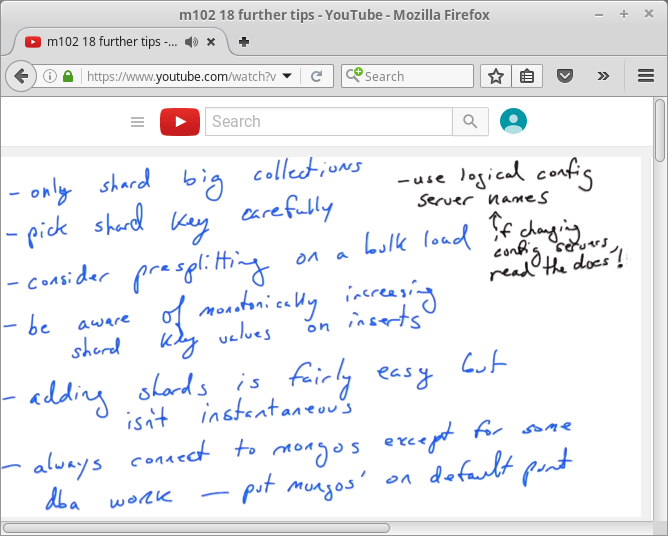 m102 18 further tips - YouTube - Mozilla Firefox
m102 18 further tips -...
https://www.youtube.com/watch?v
Search
Search
- only shard big collections
- pick shard key carefully
- consider presplitting on a bulk load
- be aware of monotonically increasing
shard key values on inserts
- adding shards is fairly easy but
isn't instantaneous
- always connect to mongos except for some
dba work — put mongos' on default port
- use logical config
server names
if changing
config servers,
read the docs!